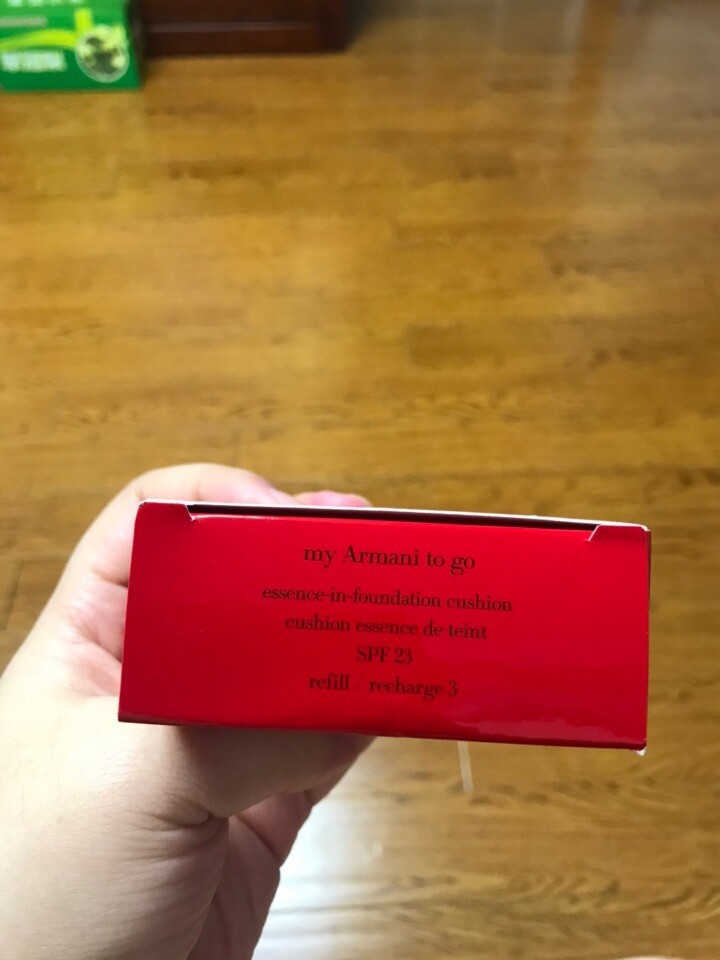 my Armani to go
essence-in-foundation cushion
cushion essence de teint
SPF 23
refill / recharge 3